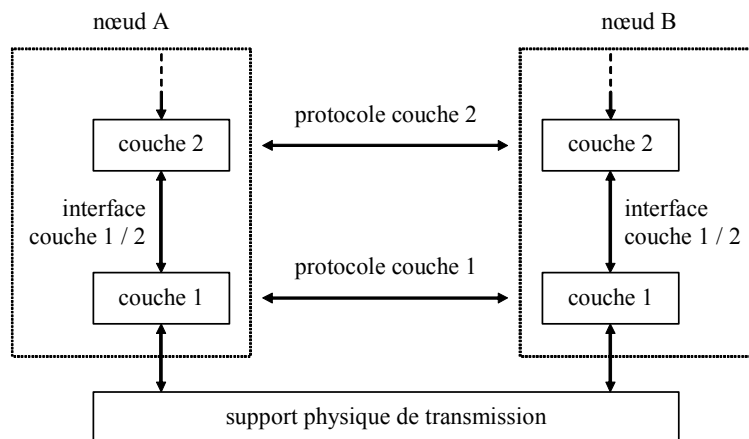 nœud A
nœud B
protocole couche 2
couche 2
couche 2
interface
couche 1 / 2
interface
couche 1 / 2
protocole couche 1
couche 1
couche 1
support physique de transmission